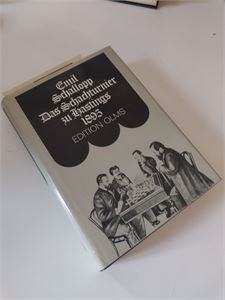 Emil
Schallopp
Das Schachturnier
zu Hastings
1895
EDITION OLMS